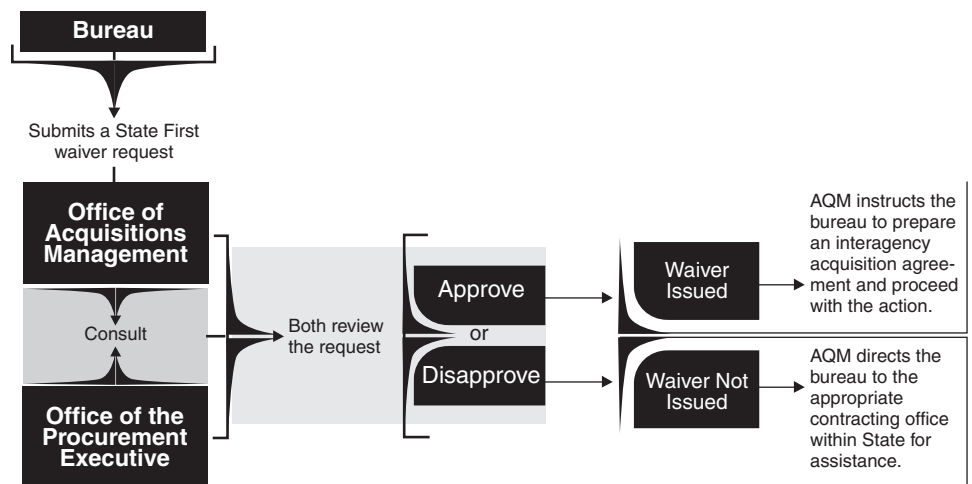 Bureau
Submits a State First
waiver request
Office of
Acquisitions
Management
Consult
Office of the
Procurement
Executive
Both review
the request
Approve
or
Disapprove
Waiver
Issued
AQM instructs the
bureau to prepare
an interagency
acquisition agree-
ment and proceed
with the action.
Waiver Not
Issued
AQM directs the
bureau to the
appropriate
contracting office
within State for
assistance.